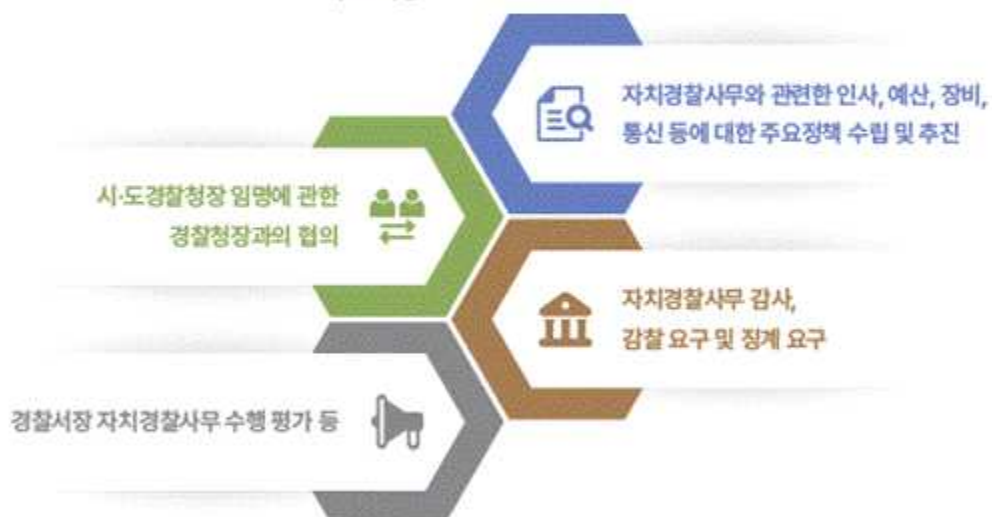 자치경찰사무와 관련한 인사, 예산, 장비,
통신 등에 대한 주요정책 수립 및 추진
시·도경찰청장 임명에 관한
경찰청장과의 협의
자치경찰사무 감사,
감찰 요구 및 징계 요구
경찰서장 자치경찰사무 수행 평가 등